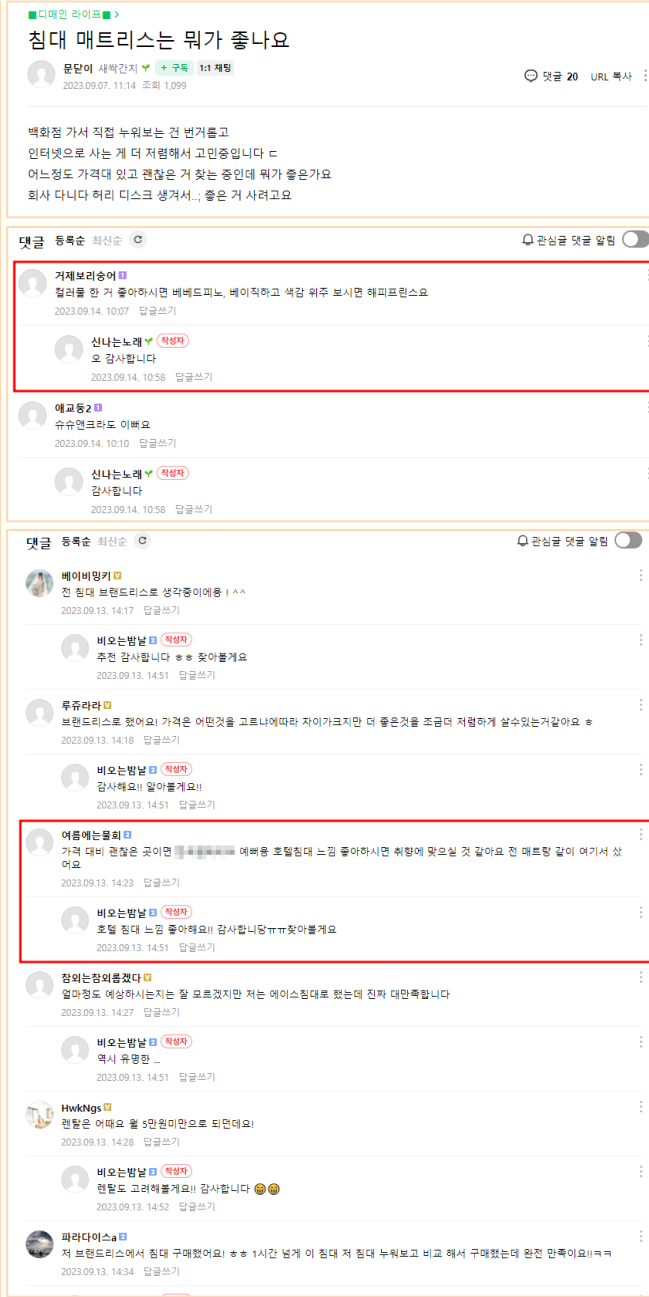 ■디매인 라이프■ >
침대 매트리스는 뭐가 좋나요
문닫이 새싹간지 + 구독 1:1 채팅
2023.09.07. 11:14 조회 1,099
댓글 20 URL 복사
백화점 가서 직접 누워보는 건 번거롭고
인터넷으로 사는 게 더 저렴해서 고민중입니다 ㄷ
어느정도 가격대 있고 괜찮은 거 찾는 중인데 뭐가 좋은가요
회사 다니다 허리 디스크 생겨서..; 좋은 거 사려고요
댓글 등록순 최신순 관심글 댓글 알림
거제보리숭어 1
컬러풀 한 거 좋아하시면 베베드피노, 베이직하고 색감 위주 보시면 해피프린스요
2023.09.14. 10:07 답글쓰기
신나는노래 작성자
오 감사합니다
2023.09.14. 10:58 답글쓰기
애교둥2 1
슈슈앤크라도 이뻐요
2023.09.14. 10:10 답글쓰기
신나는노래 작성자
감사합니다
2023.09.14. 10:58 답글쓰기
댓글 등록순 최신순 관심글 댓글 알림
베이비밍키 V
전 침대 브랜드리스로 생각중이에용 ! ^^
2023.09.13. 14:17 답글쓰기
비오는밤날 3 작성자
추천 감사합니다 ㅎㅎ 찾아볼게요
2023.09.13. 14:51 답글쓰기
루쥬라라 V
브랜드리스로 했어요! 가격은 어떤것을 고르냐에따라 차이가크지만 더 좋은것을 조금더 저렴하게 살수있는거같아요 ㅎ
2023.09.13. 14:18 답글쓰기
비오는밤날 3 작성자
감사해요!! 알아볼게요!!
2023.09.13. 14:51 답글쓰기
여름에는물회 3
가격 대비 괜찮은 곳이면 예뻐용 호텔침대 느낌 좋아하시면 취향에 맞으실 것 같아요 전 매트랑 같이 여기서 샀
어요
2023.09.13. 14:23 답글쓰기
비오는밤날 3 작성자
호텔 침대 느낌 좋아해요!! 감사합니당ㅠㅠ찾아볼게요
2023.09.13. 14:51 답글쓰기
참외는참외롭겠다 V
얼마정도 예상하시는지는 잘 모르겠지만 저는 에이스침대로 했는데 진짜 대만족합니다
2023.09.13. 14:27 답글쓰기
비오는밤날 3 작성자
역시 유명한 ...
2023.09.13. 14:51 답글쓰기
HwkNgs V
렌탈은 어때요 월 5만원미만으로 되던데요!
2023.09.13. 14:28 답글쓰기
비오는밤날 3 작성자
렌탈도 고려해볼게요!! 감사합니다 😁😁
2023.09.13. 14:52 답글쓰기
파라다이스a 3
저 브랜드리스에서 침대 구매했어요! ㅎㅎ 1시간 넘게 이 침대 저 침대 누워보고 비교 해서 구매했는데 완전 만족이요!!ㅋㅋ
2023.09.13. 14:34 답글쓰기